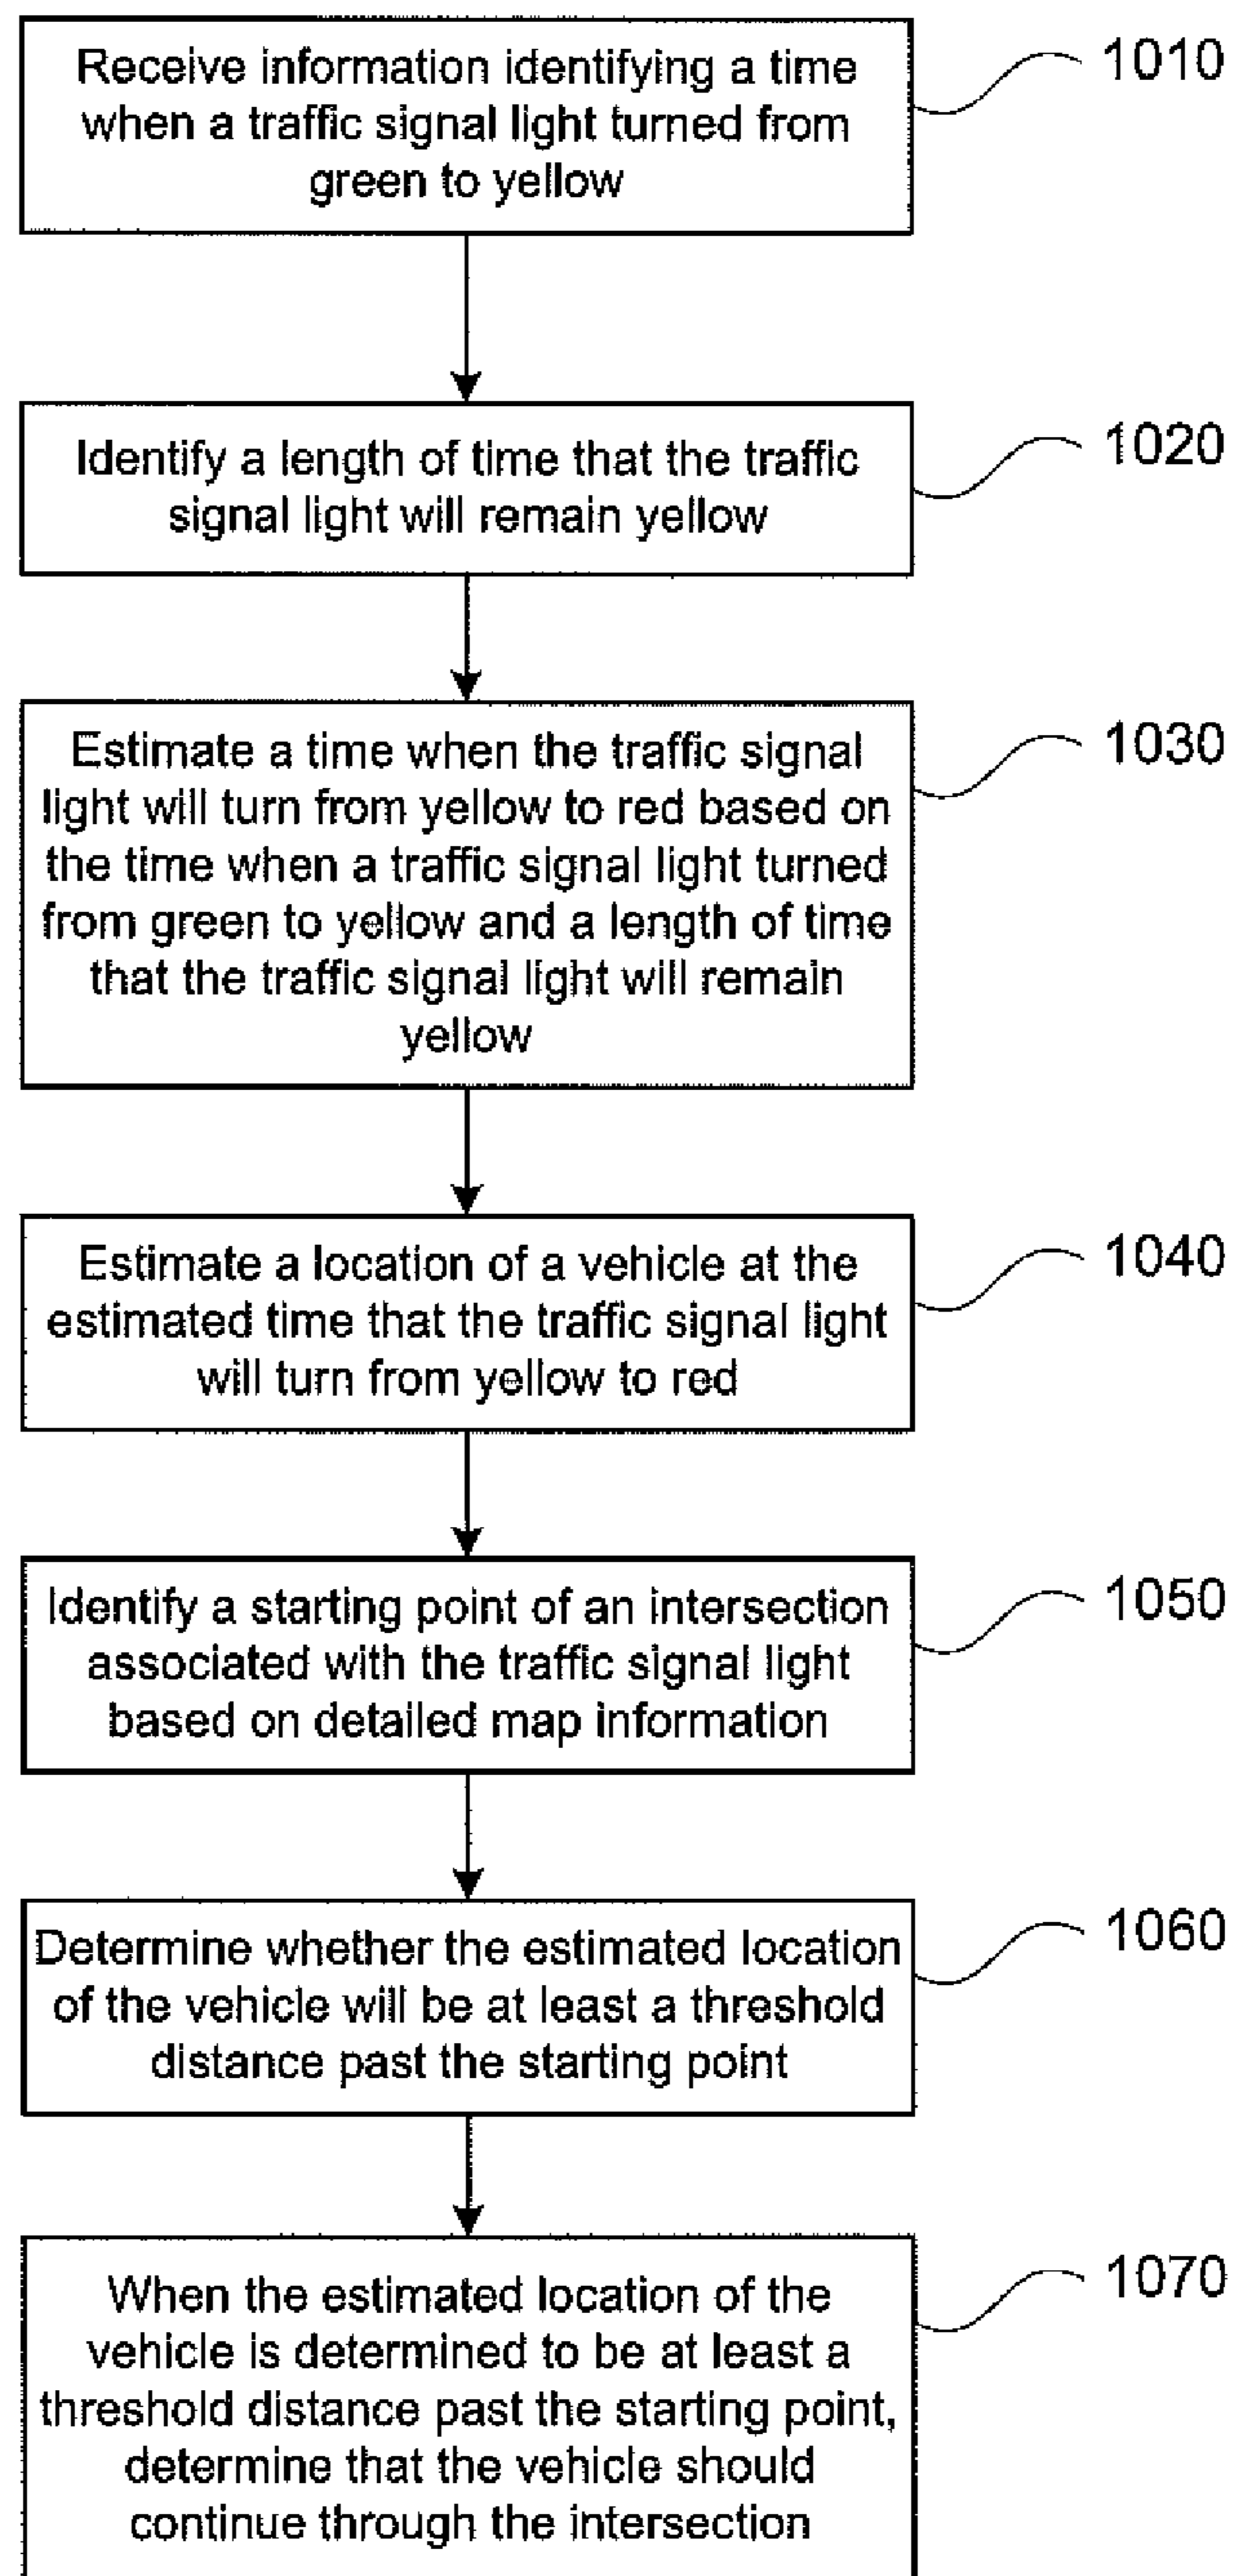 Receive information identifying a time
when a traffic signal light turned from
green to yellow
1010
Identify a length of time that the traffic
signal light will remain yellow
1020
Estimate a time when the traffic signal
light will turn from yellow to red based on
the time when a traffic signal light turned
from green to yellow and a length of time
that the traffic signal light will remain
yellow
1030
Estimate a location of a vehicle at the
estimated time that the traffic signal light
will turn from yellow to red
1040
Identify a starting point of an intersection
associated with the traffic signal light
based on detailed map information
1050
Determine whether the estimated location
of the vehicle will be at least a threshold
distance past the starting point
1060
When the estimated location of the
vehicle is determined to be at least a
threshold distance past the starting point,
determine that the vehicle should
continue through the intersection
1070